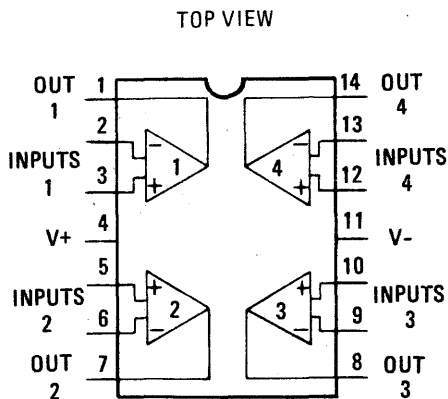 TOP VIEW
OUT 1 14 OUT
1 4
2 − − 13
INPUTS 1 4 INPUTS
1 3 + + 12 4
V+ 4 11 V-
5 + + 10
INPUTS 2 3 INPUTS
2 6 − − 9 3
OUT 7 8 OUT
2 3